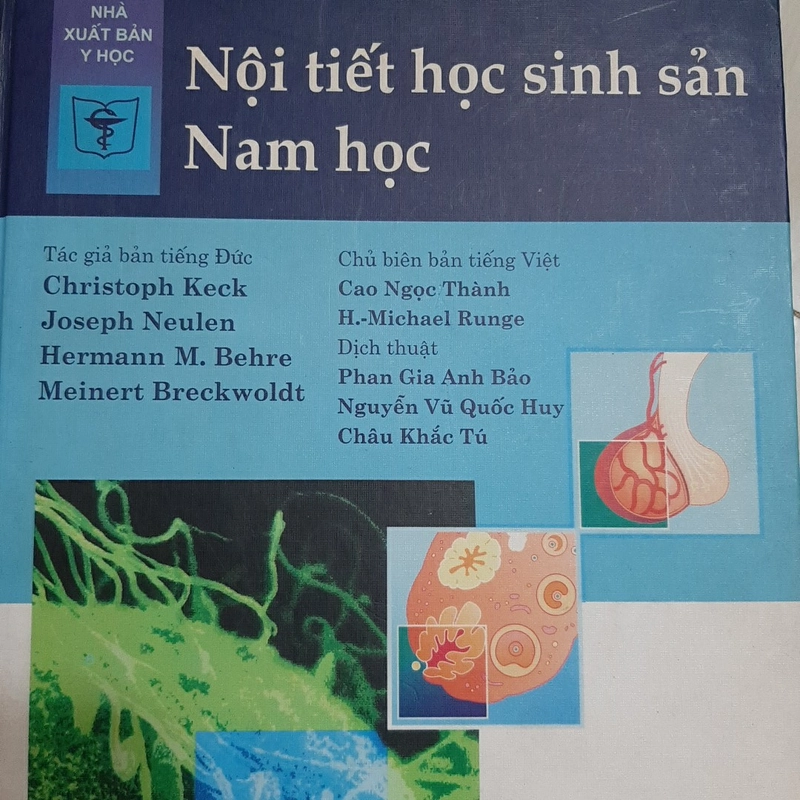 NHÀ
XUẤT BẢN
Y HỌC
Nội tiết học sinh sản
Nam học
Tác giả bản tiếng Đức
Christoph Keck
Joseph Neulen
Hermann M. Behre
Meinert Breckwoldt
Chủ biên bản tiếng Việt
Cao Ngọc Thành
H.-Michael Runge
Dịch thuật
Phan Gia Anh Bảo
Nguyễn Vũ Quốc Huy
Châu Khắc Tú